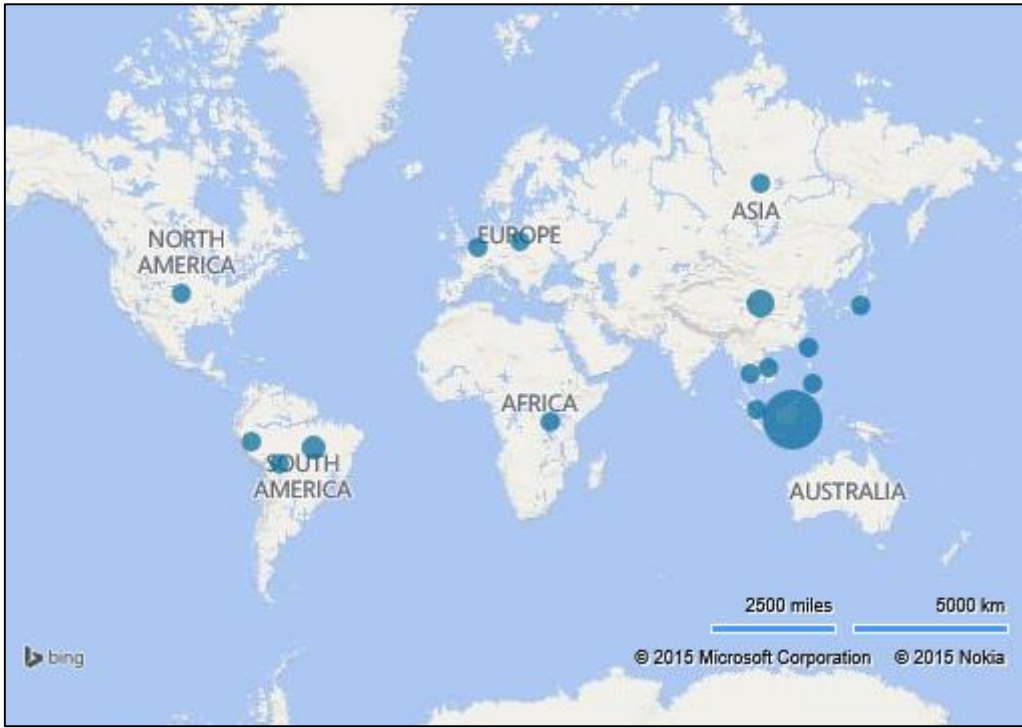 ASIA
EUROPE
NORTH
AMERICA
AFRICA
SOUTH
AMERICA
AUSTRALIA
2500 miles
5000 km
bing
© 2015 Microsoft Corporation
© 2015 Nokia